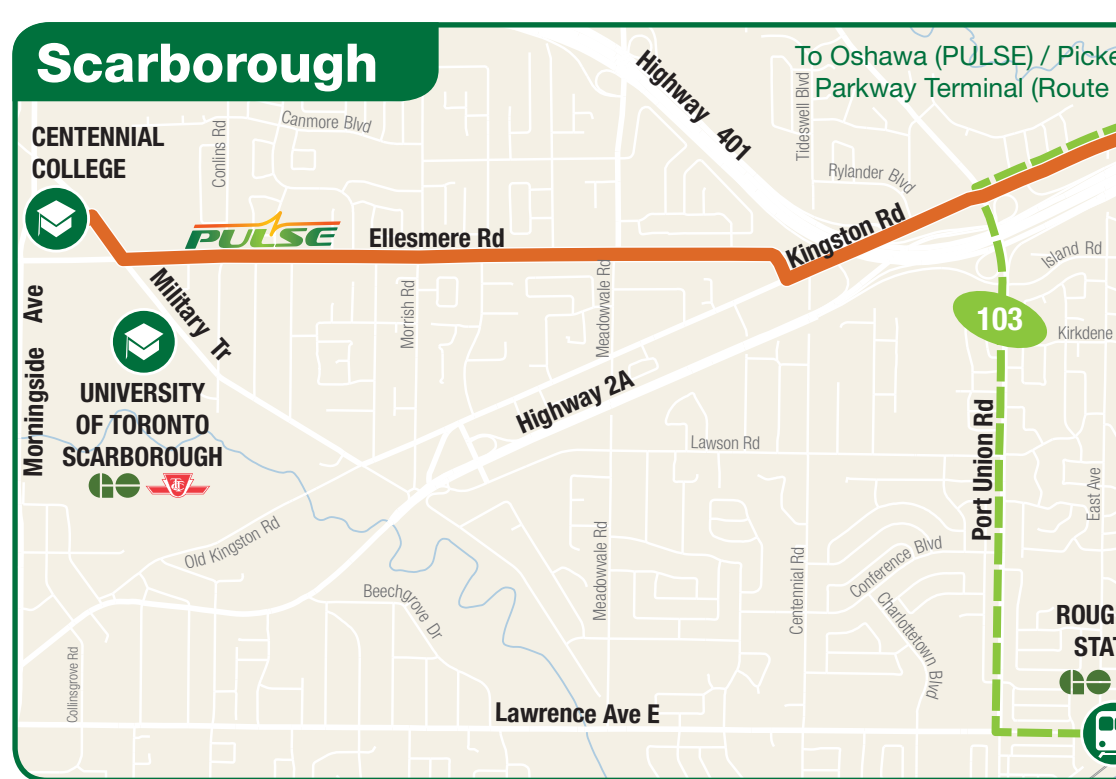 Scarborough
To Oshawa (PULSE) / Picke
Parkway Terminal (Route
Highway 401
Tideswell Blvd
Canmore Blvd
Conlins Rd
CENTENNIAL
COLLEGE
Rylander Blvd
PULSE
Ellesmere Rd
Kingston Rd
Island Rd
Military Tr
Morningside Ave
Morrish Rd
Meadowvale Rd
103
Kirkdene
UNIVERSITY
OF TORONTO
SCARBOROUGH
GO
TTC
Highway 2A
Lawson Rd
Port Union Rd
East Ave
Old Kingston Rd
Meadowvale Rd
Centennial Rd
Conference Blvd
Beechgrove Dr
Charlottetown Blvd
ROUG
STAT
GO
Collinsgrove Rd
Lawrence Ave E